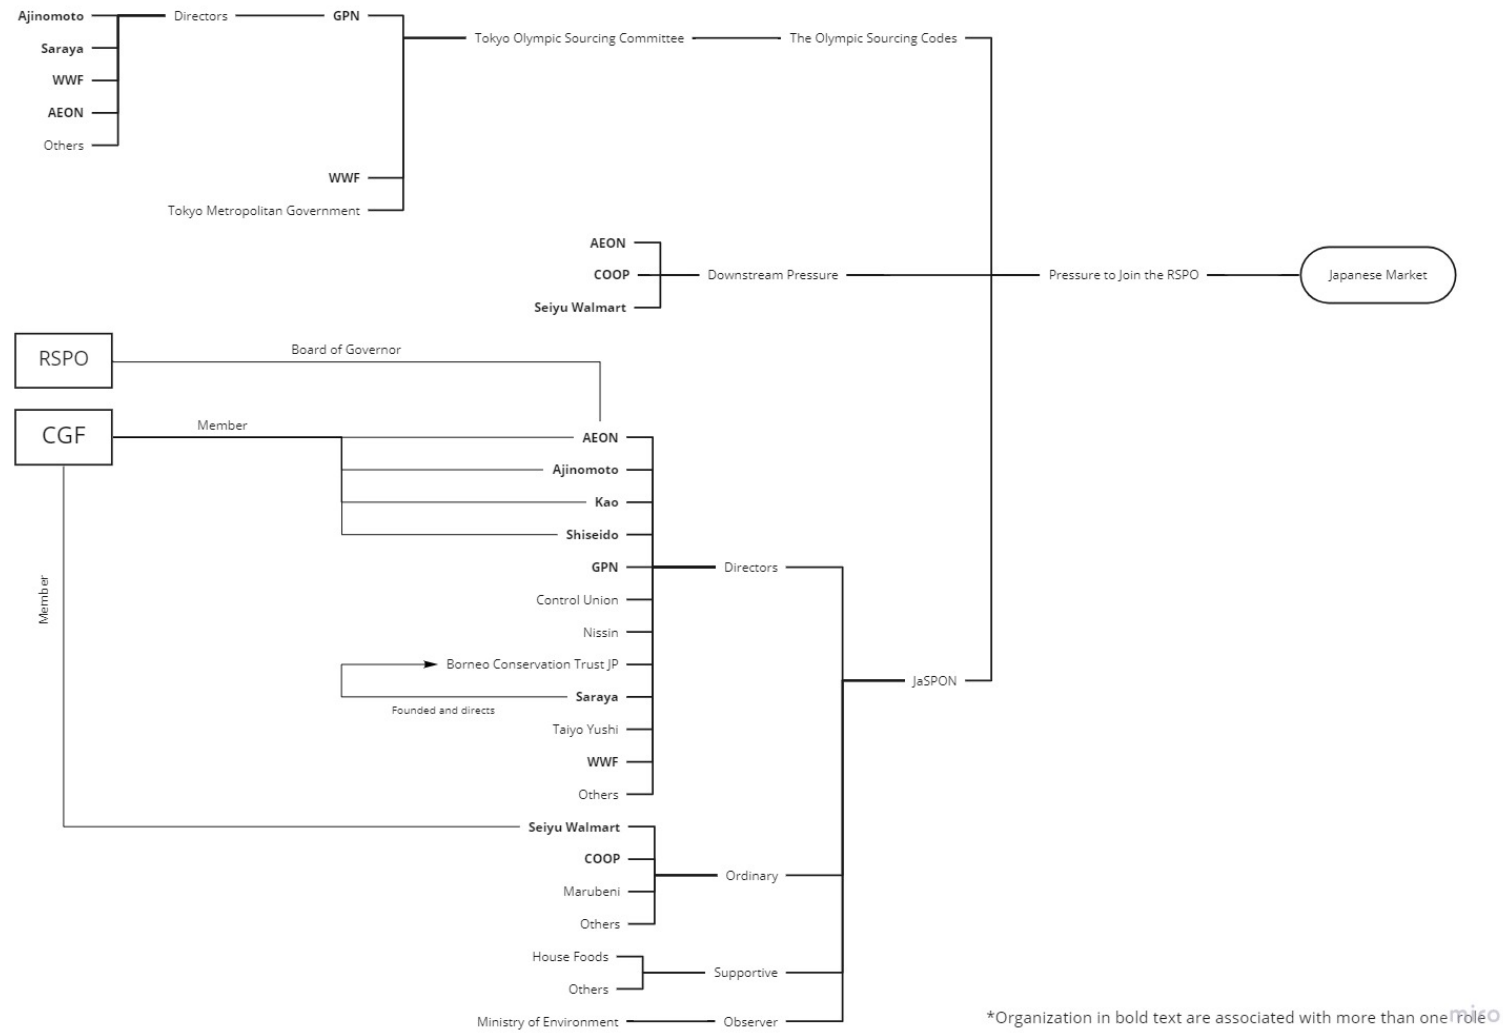 Ajinomoto
Directors
GPN
Saraya
WWF
AEON
Others
Tokyo Olympic Sourcing Committee
The Olympic Sourcing Codes
WWF
Tokyo Metropolitan Government
AEON
COOP
Seiyu Walmart
Downstream Pressure
Pressure to Join the RSPO
Japanese Market
RSPO
Board of Governor
CGF
Member
Member
AEON
Ajinomoto
Kao
Shiseido
GPN
Control Union
Nissin
Borneo Conservation Trust JP
Saraya
Founded and directs
Taiyo Yushi
WWF
Others
Directors
JaSPON
Seiyu Walmart
COOP
Marubeni
Others
Ordinary
House Foods
Others
Supportive
Ministry of Environment
Observer
*Organization in bold text are associated with more than one role
miro